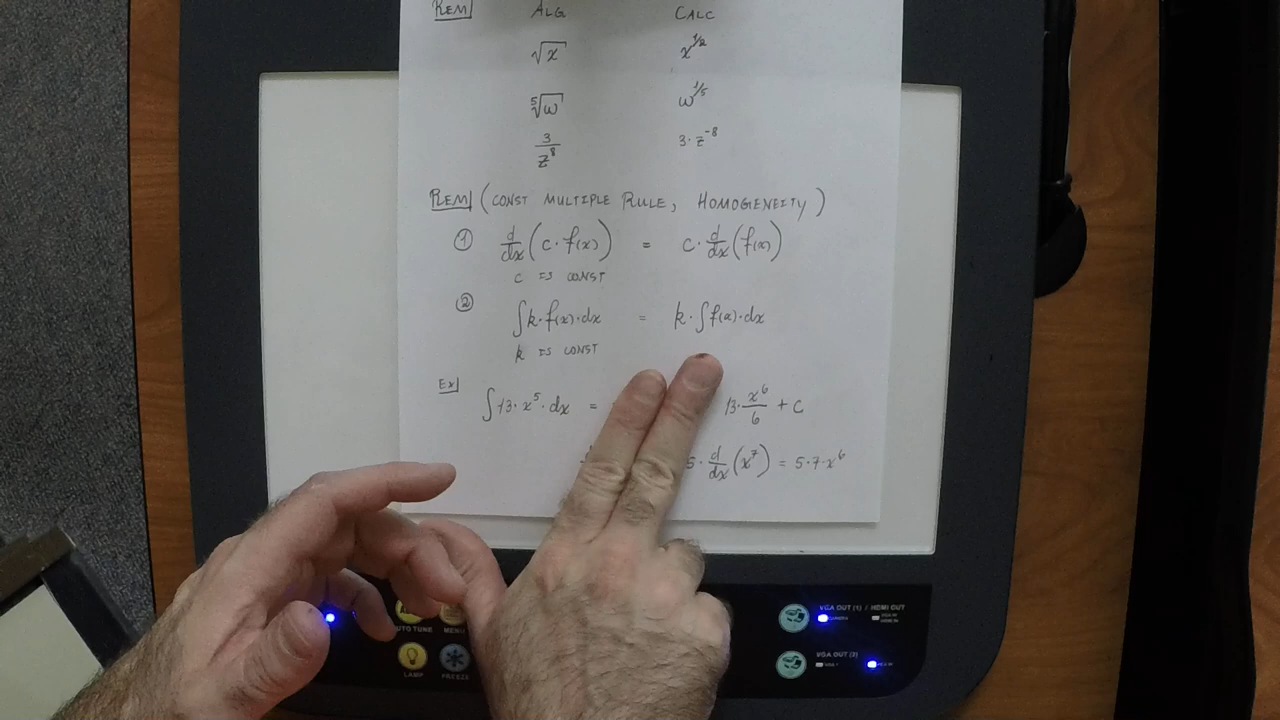 REM ALG CALC
√x x^{1/2}
⁵√w w^{1/5}
3/z^8 3·z^{-8}
REM (CONST MULTIPLE RULE, HOMOGENEITY)
① d/dx(c·f(x)) = c·d/dx(f(x))
c IS CONST
② ∫k·f(x)·dx = k·∫f(x)·dx
k IS CONST
Ex ∫13·x^5·dx = 13·x^6/6 + C
5·d/dx(x^7) = 5·7·x^6
VGA OUT (1) / HDMI OUT
AUTO TUNE MENU
VGA OUT (2)
LAMP FREEZE